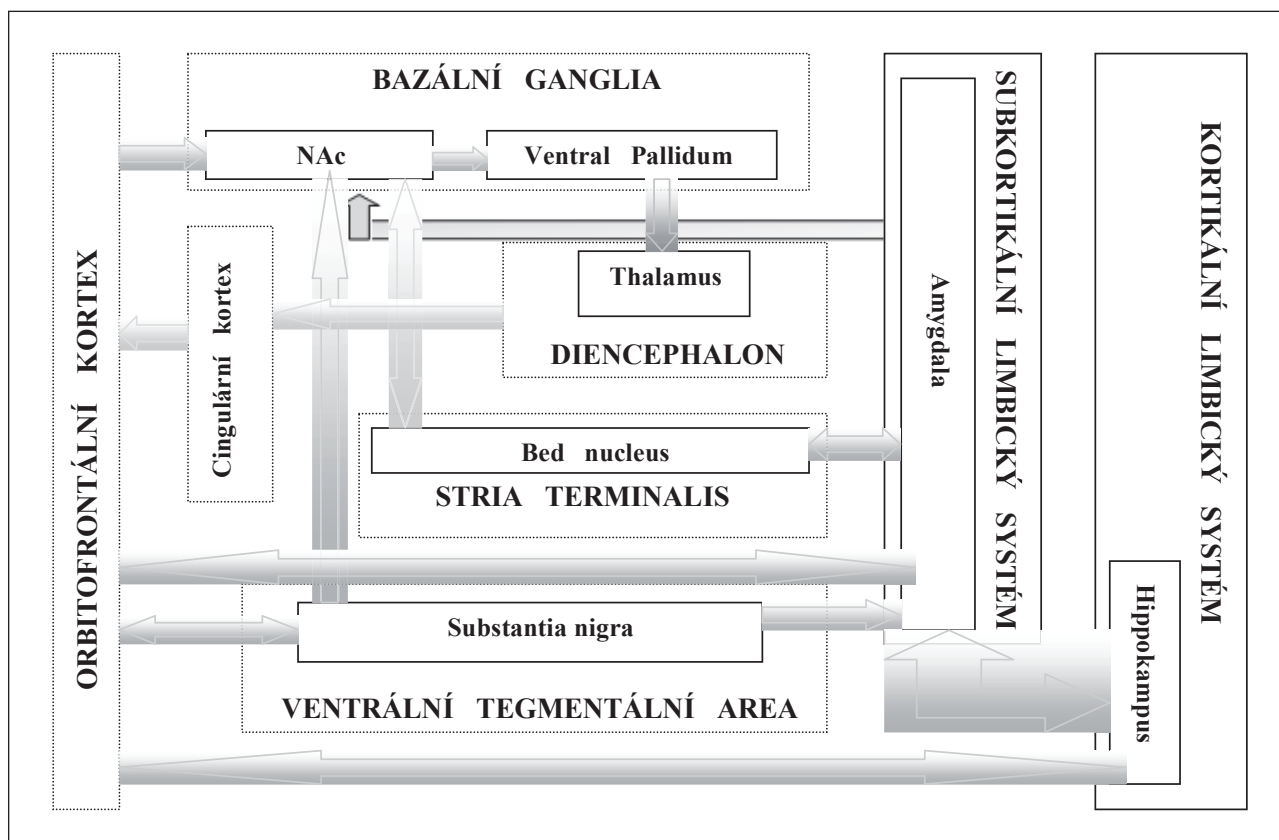 BAZÁLNÍ GANGLIA
NAc
Ventral Pallidum
Thalamus
DIENCEPHALON
Cingulární kortex
ORBITOFRONTÁLNÍ KORTEX
Bed nucleus
STRIA TERMINALIS
Substantia nigra
VENTRÁLNÍ TEGMENTÁLNÍ AREA
Amygdala
SUBKORTIKÁLNÍ LIMBICKÝ SYSTÉM
Hippokampus
KORTIKÁLNÍ LIMBICKÝ SYSTÉM